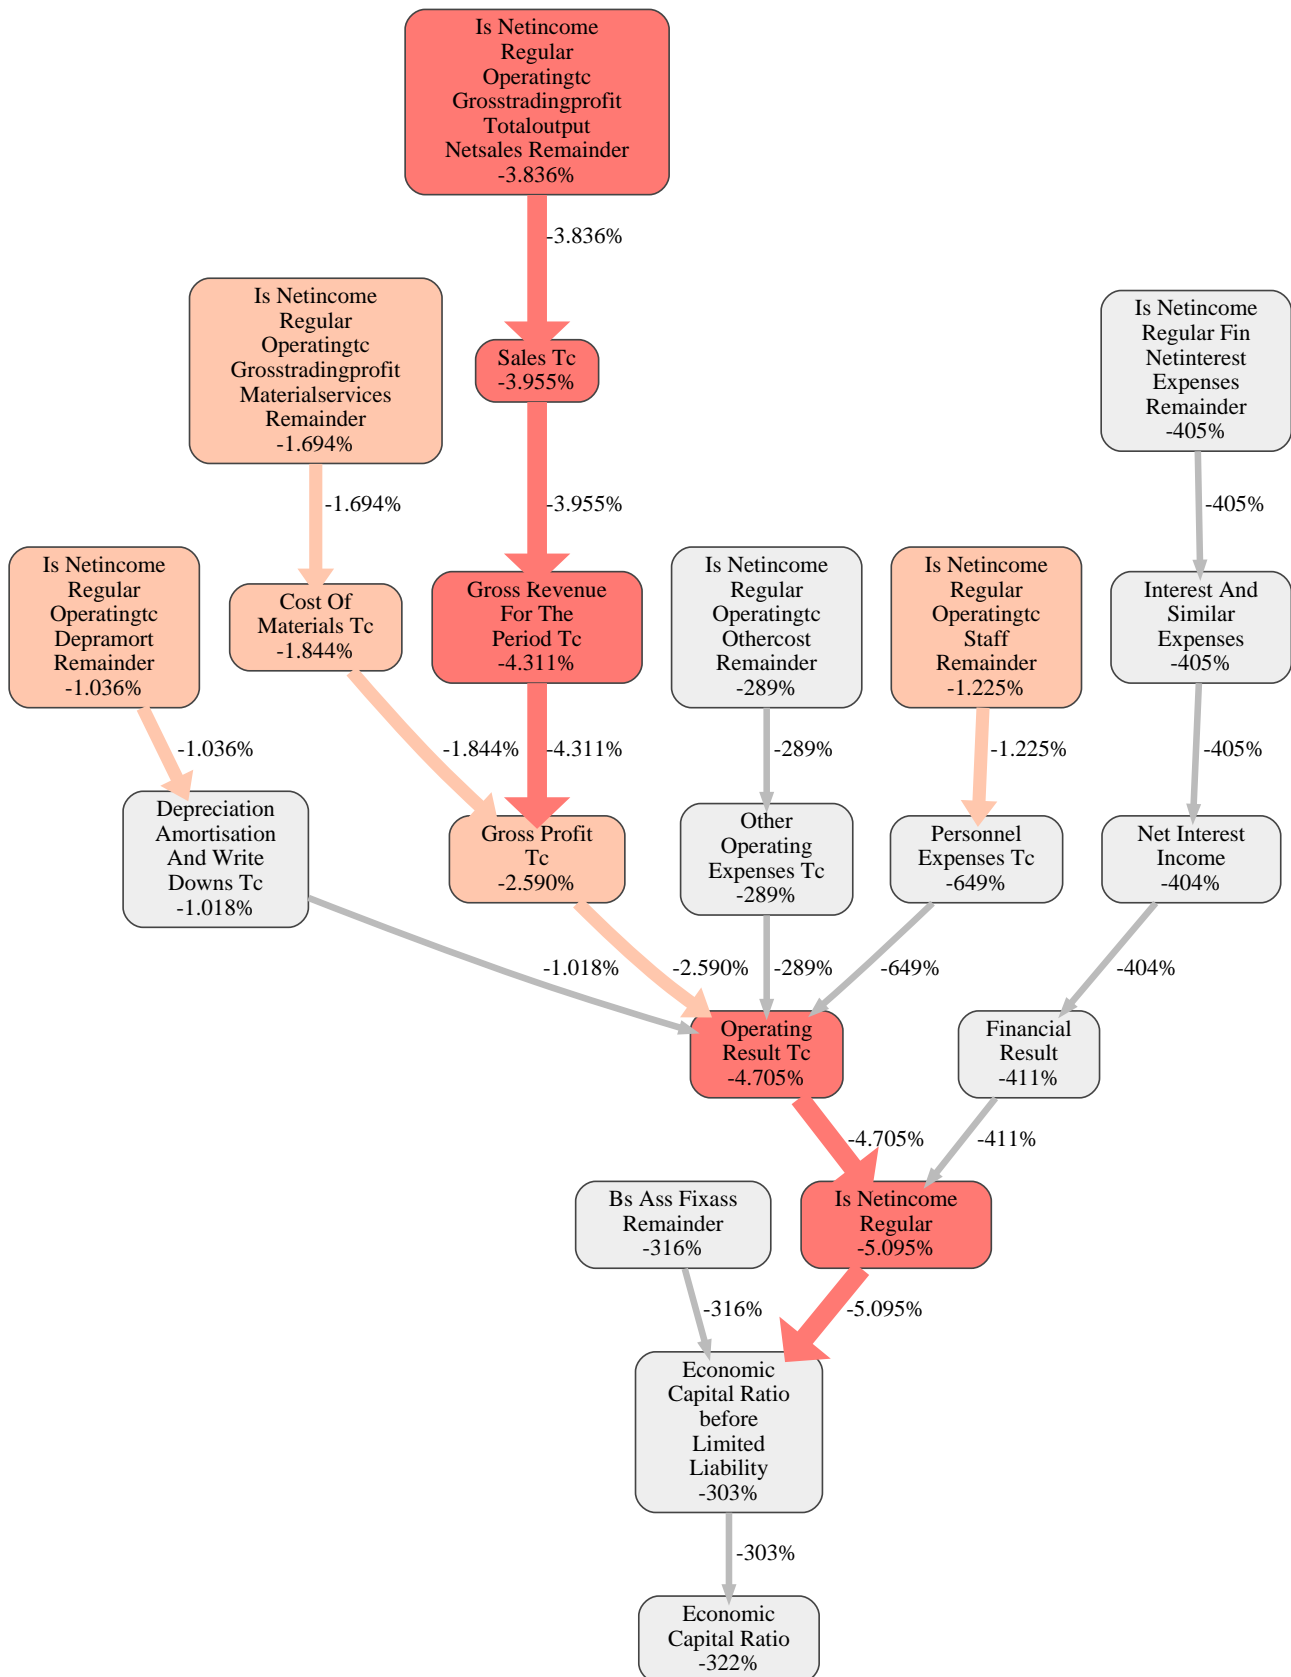 Is Netincome
Regular
Operatingtc
Grosstradingprofit
Totaloutput
Netsales Remainder
-3.836%
-3.836%
Is Netincome
Regular
Operatingtc
Grosstradingprofit
Materialservices
Remainder
-1.694%
Sales Tc
-3.955%
Is Netincome
Regular Fin
Netinterest
Expenses
Remainder
-405%
-1.694%
-3.955%
-405%
Is Netincome
Regular
Operatingtc
Depramort
Remainder
-1.036%
Cost Of
Materials Tc
-1.844%
Gross Revenue
For The
Period Tc
-4.311%
Is Netincome
Regular
Operatingtc
Othercost
Remainder
-289%
Is Netincome
Regular
Operatingtc
Staff
Remainder
-1.225%
Interest And
Similar
Expenses
-405%
-1.036%
-1.844%
-4.311%
-289%
-1.225%
-405%
Depreciation
Amortisation
And Write
Downs Tc
-1.018%
Gross Profit
Tc
-2.590%
Other
Operating
Expenses Tc
-289%
Personnel
Expenses Tc
-649%
Net Interest
Income
-404%
-1.018%
-2.590%
-289%
-649%
-404%
Operating
Result Tc
-4.705%
Financial
Result
-411%
-4.705%
-411%
Bs Ass Fixass
Remainder
-316%
Is Netincome
Regular
-5.095%
-316%
-5.095%
Economic
Capital Ratio
before
Limited
Liability
-303%
-303%
Economic
Capital Ratio
-322%